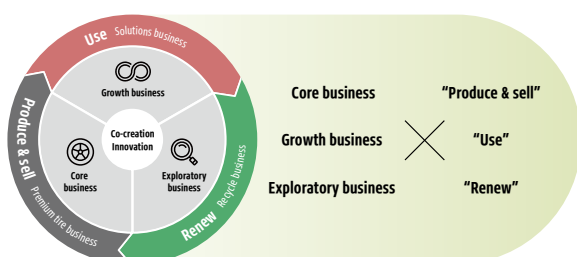 Use Solutions business
Growth business
Co-creation
Innovation
Core
business
Exploratory
business
Produce & sell Premium tire business
Renew Recycle business
Core business “Produce & sell”
Growth business “Use”
Exploratory business “Renew”